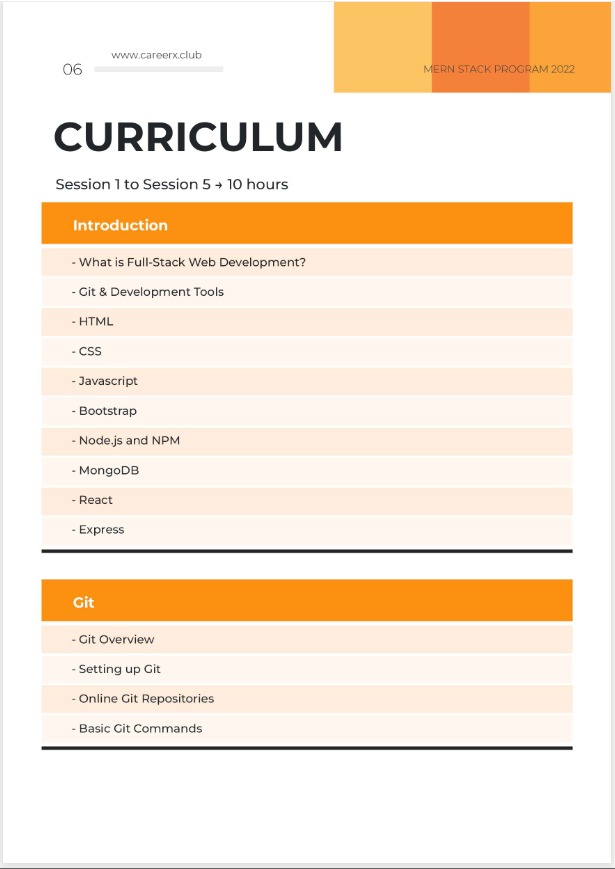 www.careerx.club
06
MERN STACK PROGRAM 2022
CURRICULUM
Session 1 to Session 5 → 10 hours
Introduction
- What is Full-Stack Web Development?
- Git & Development Tools
- HTML
- CSS
- Javascript
- Bootstrap
- Node.js and NPM
- MongoDB
- React
- Express
Git
- Git Overview
- Setting up Git
- Online Git Repositories
- Basic Git Commands